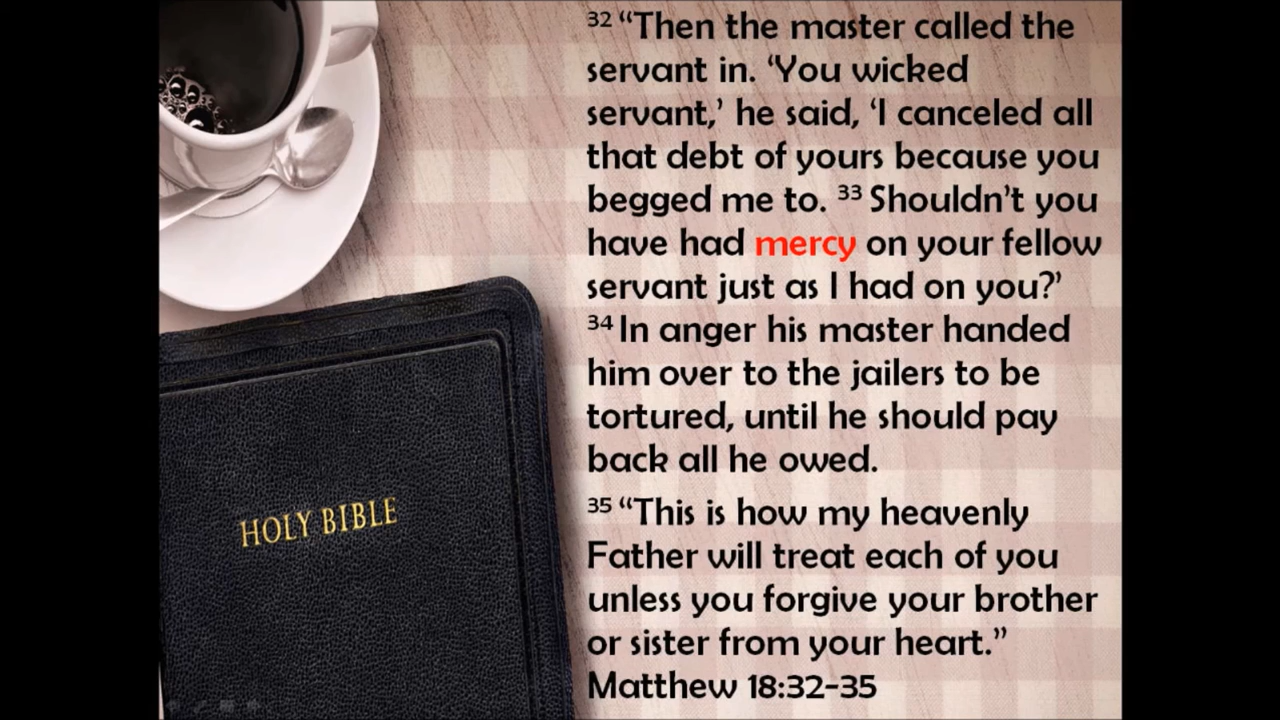 32 “Then the master called the
servant in. ‘You wicked
servant,’ he said, ‘I canceled all
that debt of yours because you
begged me to. 33 Shouldn’t you
have had mercy on your fellow
servant just as I had on you?’
34 In anger his master handed
him over to the jailers to be
tortured, until he should pay
back all he owed.
35 “This is how my heavenly
Father will treat each of you
unless you forgive your brother
or sister from your heart.”
Matthew 18:32-35
HOLY BIBLE